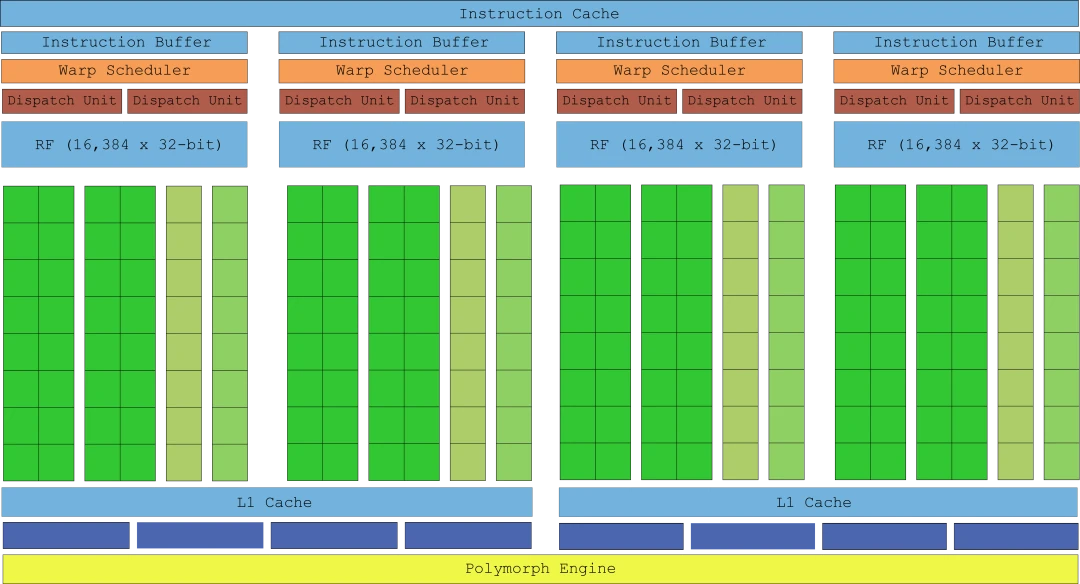 Instruction Cache
Instruction Buffer Instruction Buffer Instruction Buffer Instruction Buffer
Warp Scheduler Warp Scheduler Warp Scheduler Warp Scheduler
Dispatch Unit Dispatch Unit Dispatch Unit Dispatch Unit Dispatch Unit Dispatch Unit Dispatch Unit Dispatch Unit
RF (16,384 x 32-bit) RF (16,384 x 32-bit) RF (16,384 x 32-bit) RF (16,384 x 32-bit)
L1 Cache L1 Cache
Polymorph Engine